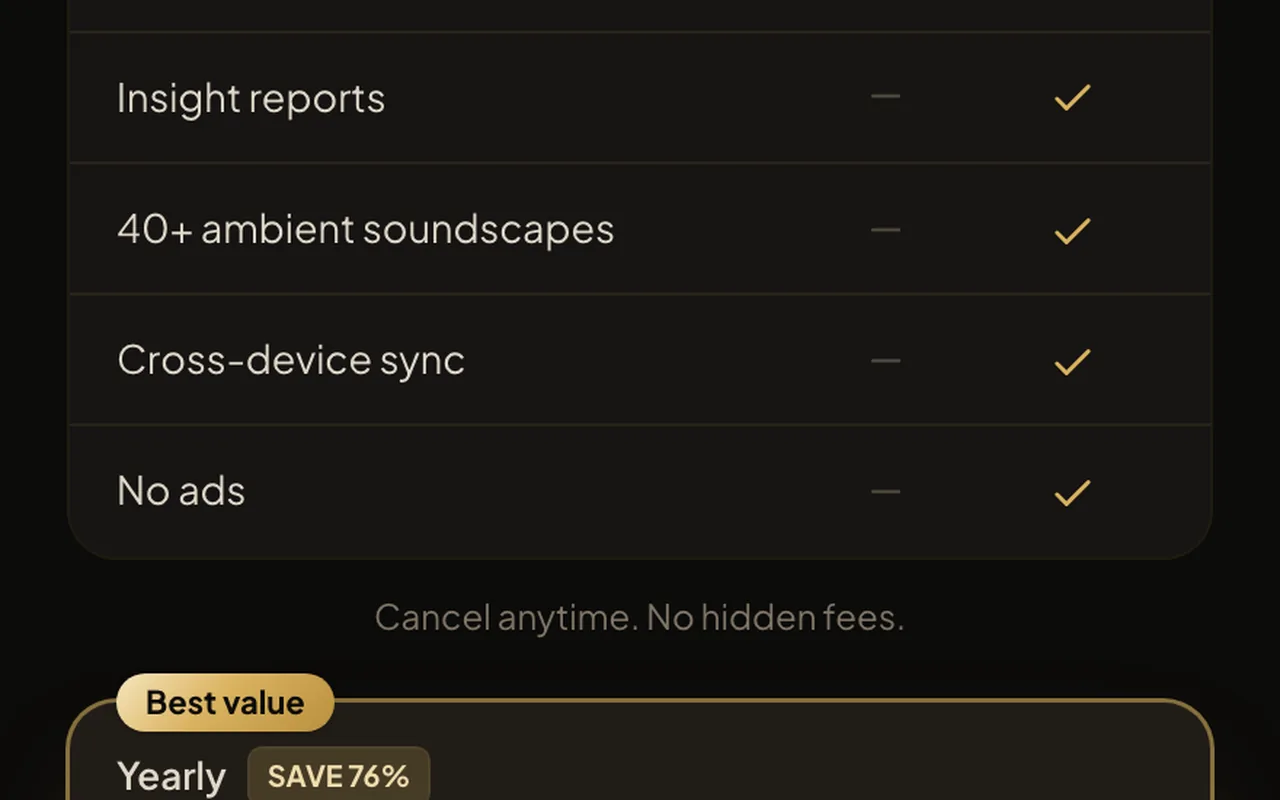 Insight reports
40+ ambient soundscapes
Cross-device sync
No ads
Cancel anytime. No hidden fees.
Best value
Yearly SAVE 76%